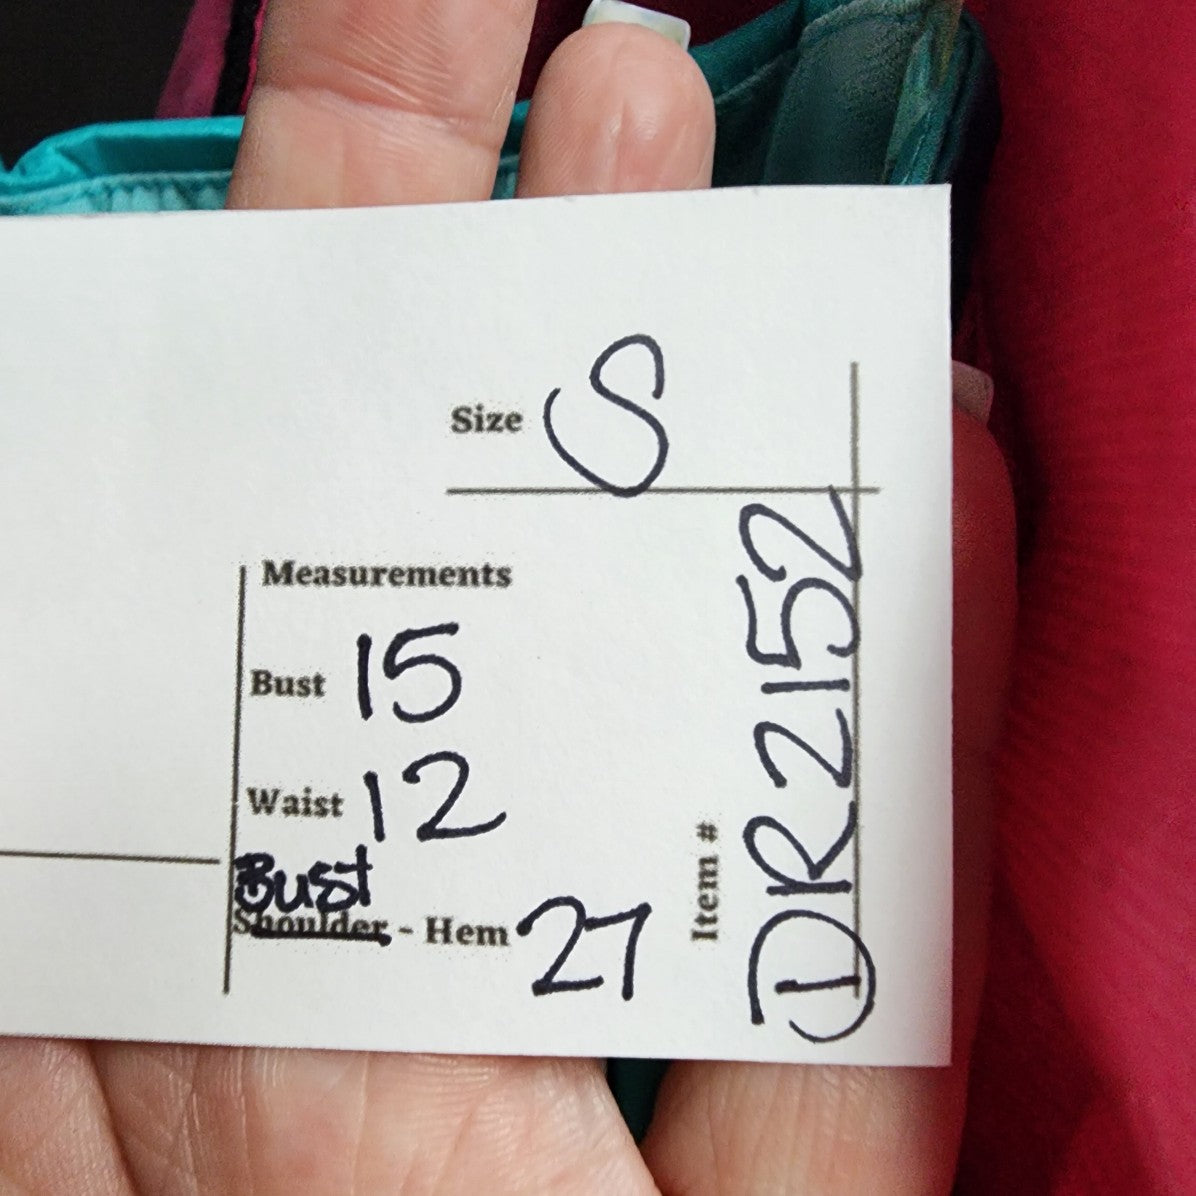 Size S
Measurements
Bust 15
Waist 12
Bust
Shoulder - Hem 27
Item # DR2152